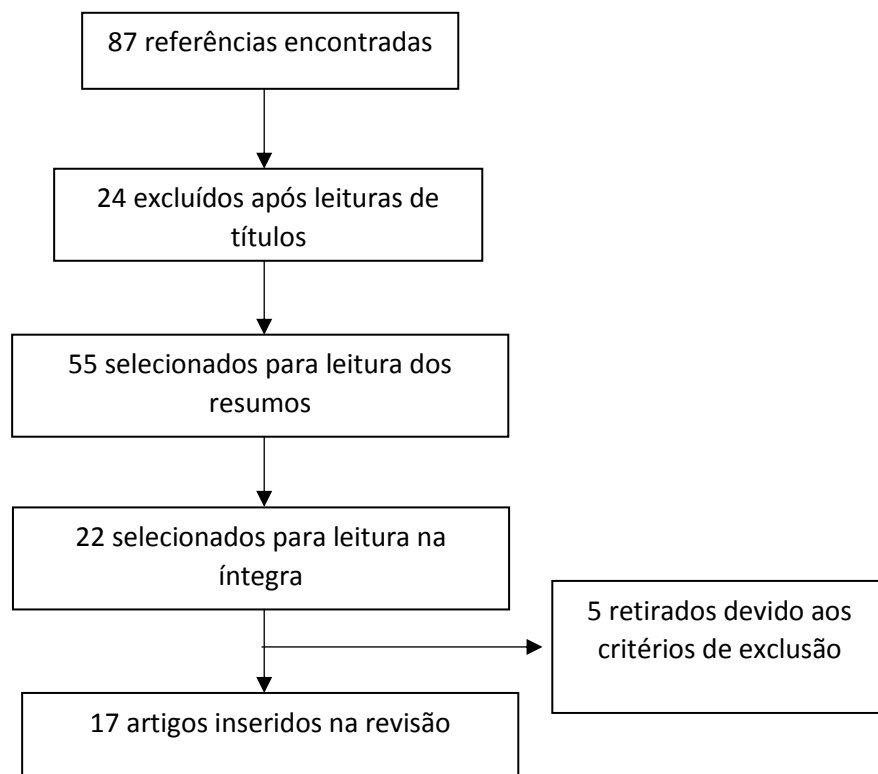 87 referências encontradas
24 excluídos após leituras de
títulos
55 selecionados para leitura dos
resumos
22 selecionados para leitura na
íntegra
5 retirados devido aos
critérios de exclusão
17 artigos inseridos na revisão